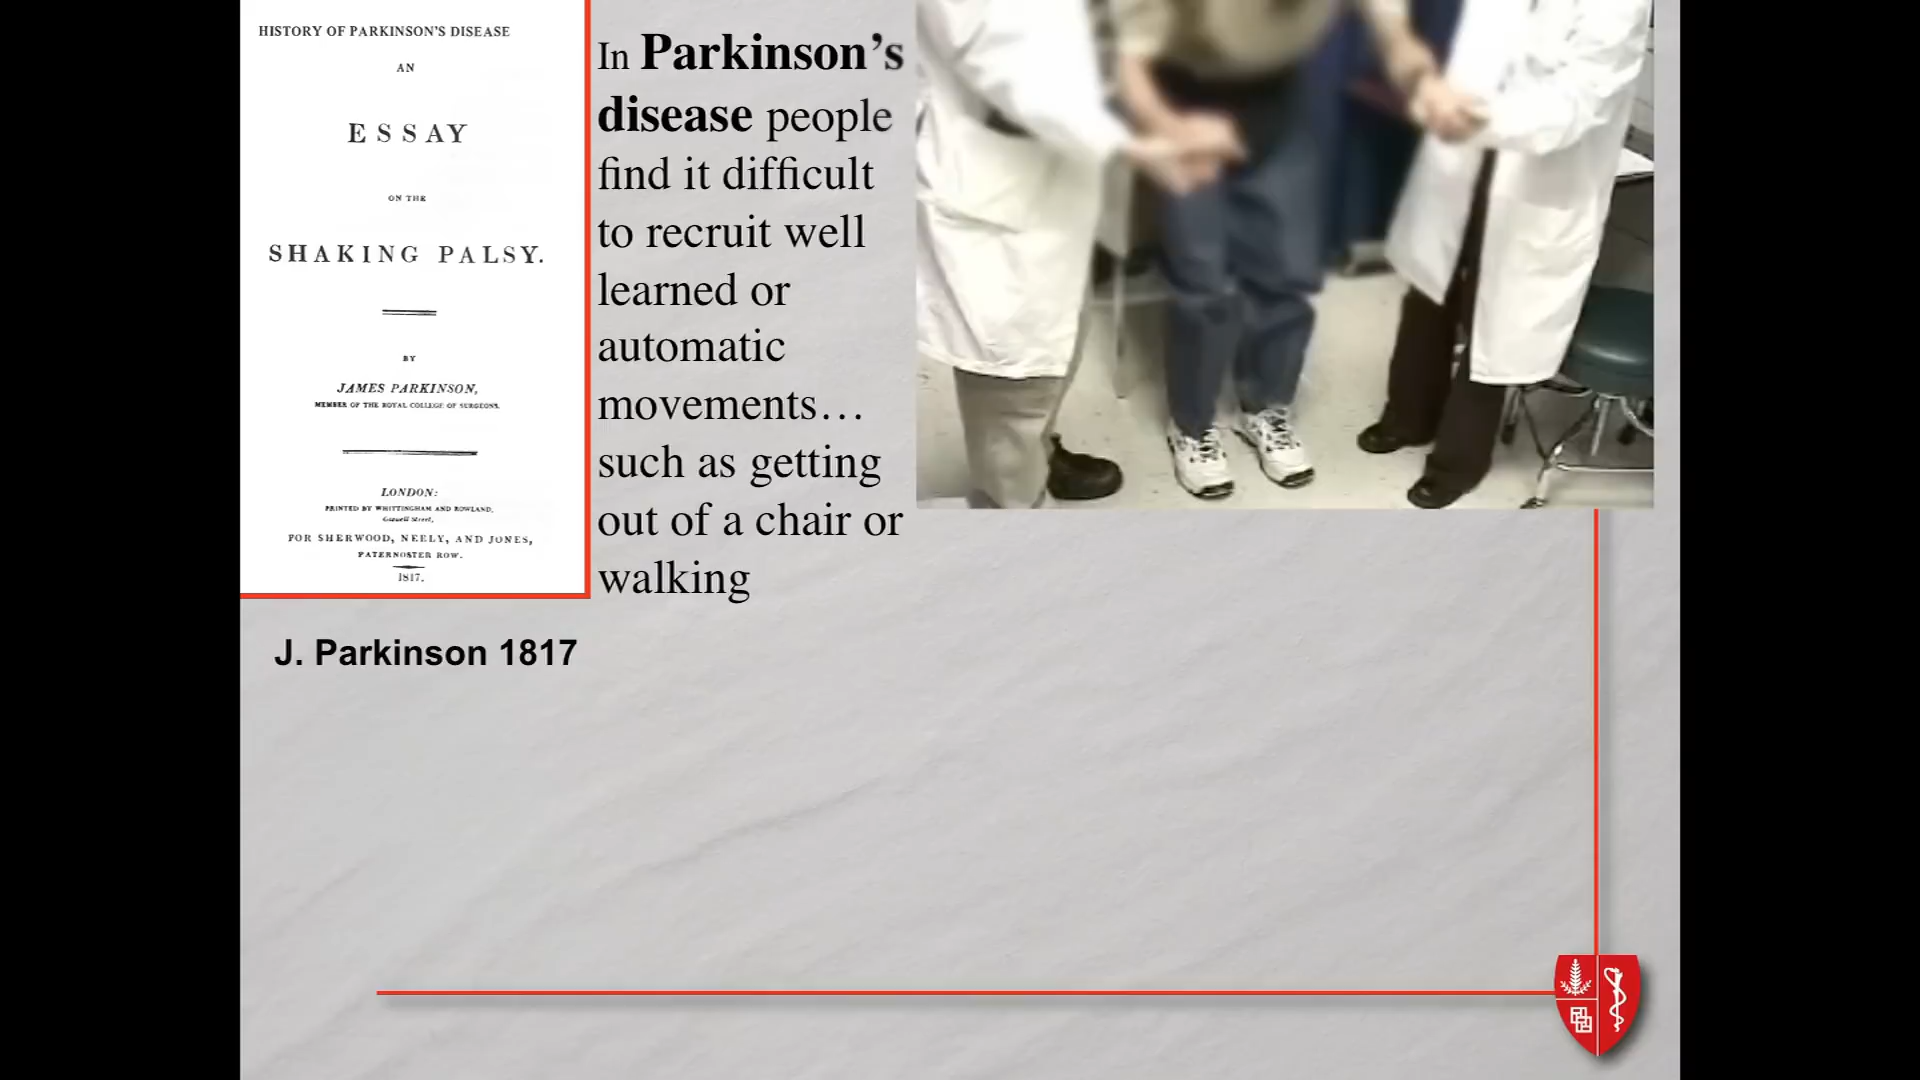 HISTORY OF PARKINSON'S DISEASE
AN
ESSAY
ON THE
SHAKING PALSY.
BY
JAMES PARKINSON,
MEMBER OF THE ROYAL COLLEGE OF SURGEONS.
LONDON:
PRINTED BY WHITTINGHAM AND ROWLAND,
Goswell Street,
FOR SHERWOOD, NEELY, AND JONES,
PATERNOSTER ROW.
1817.
J. Parkinson 1817
In Parkinson’s
disease people
find it difficult
to recruit well
learned or
automatic
movements…
such as getting
out of a chair or
walking